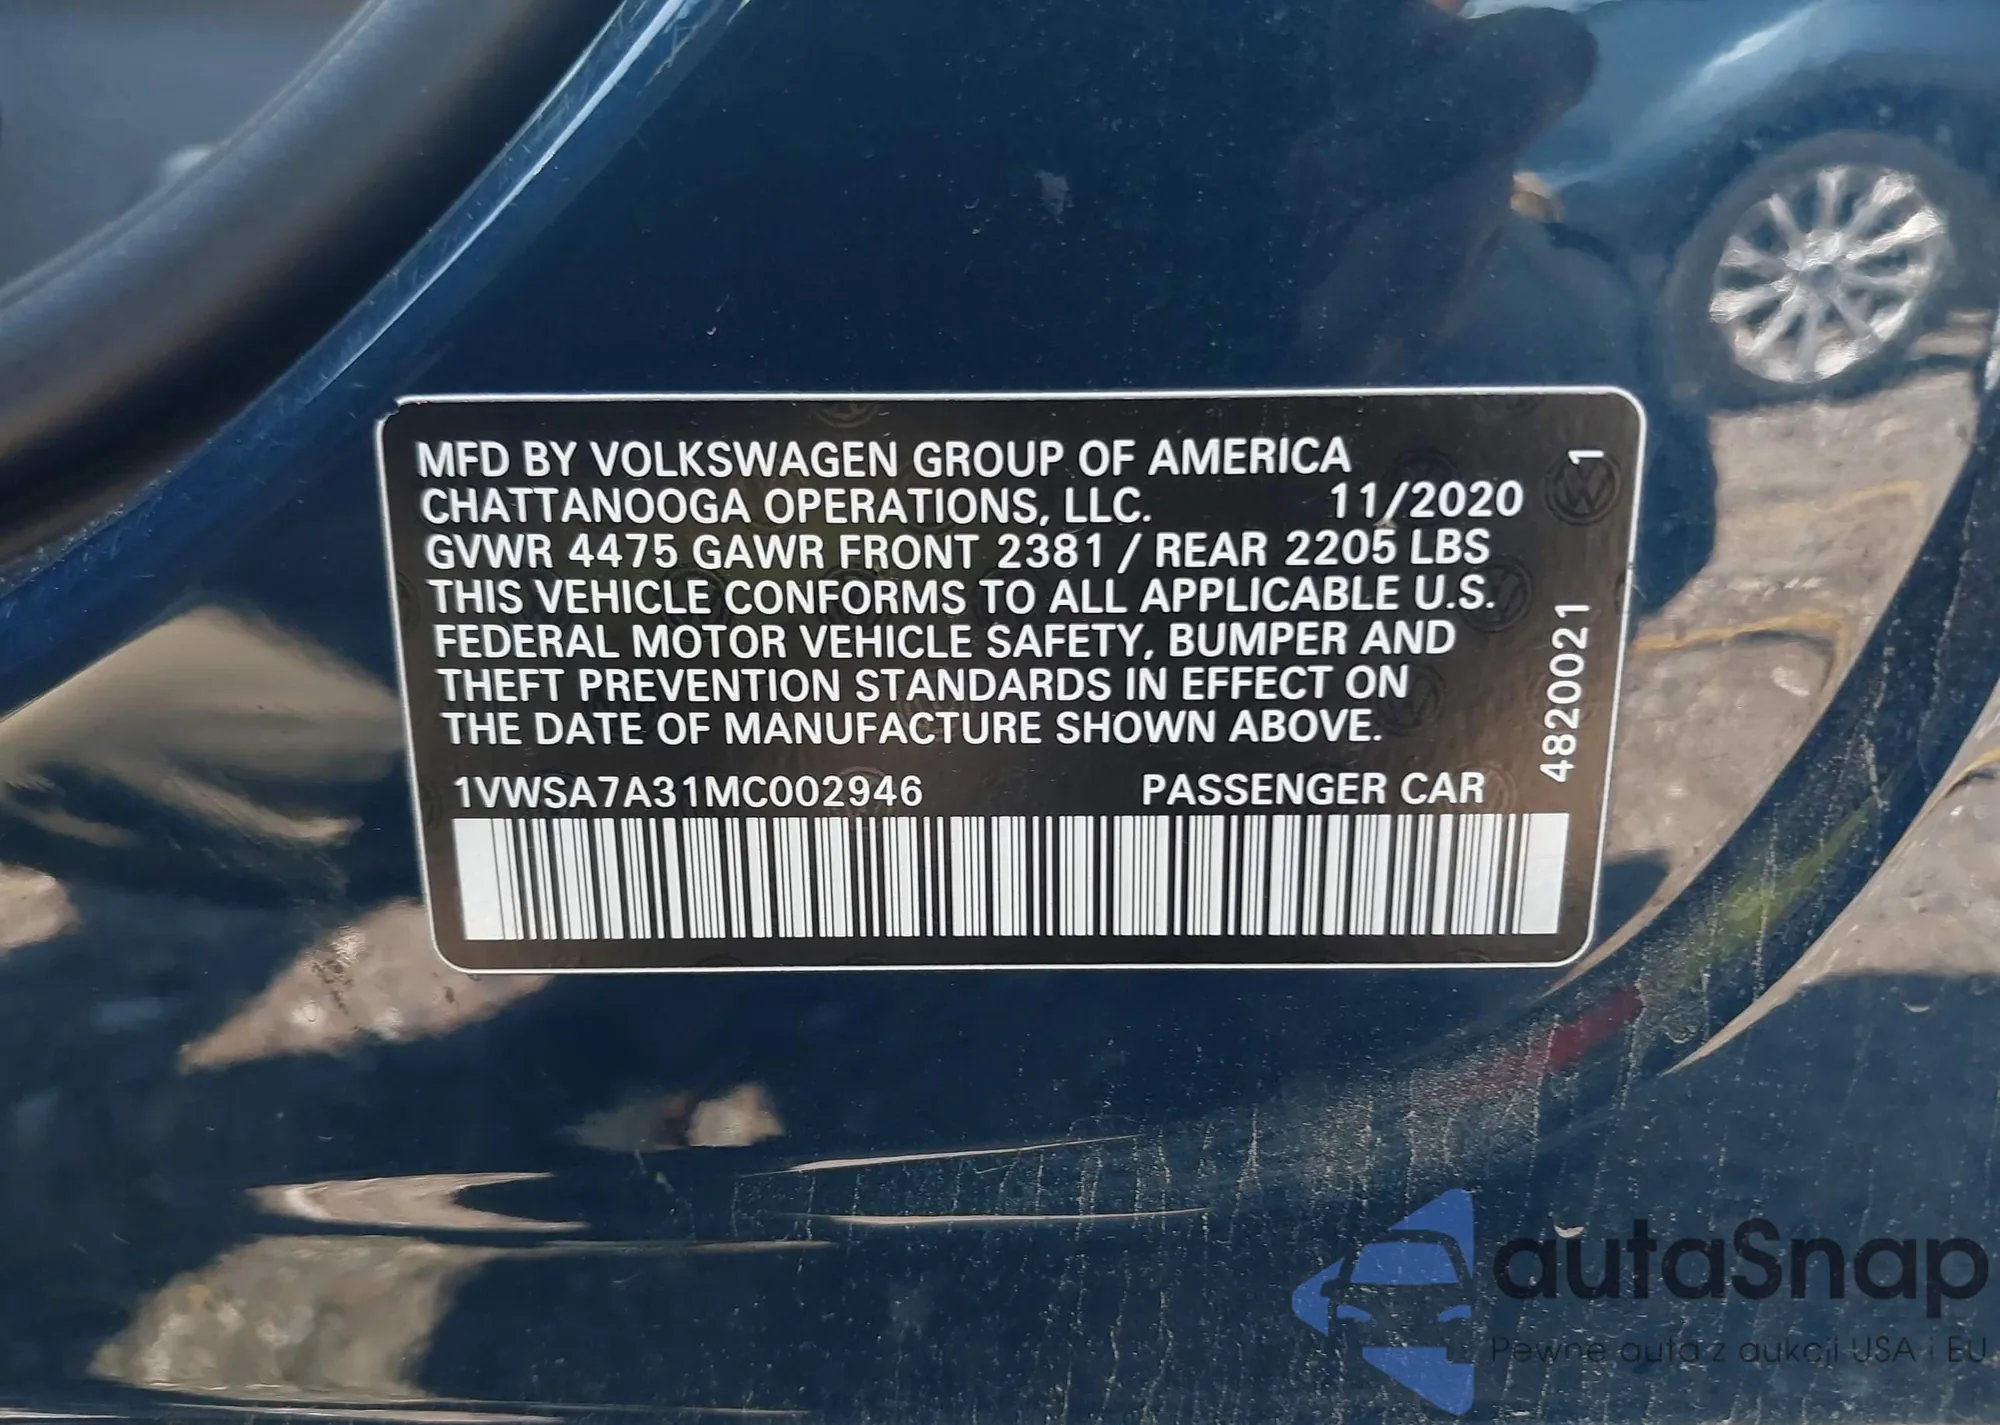 MFD BY VOLKSWAGEN GROUP OF AMERICA
CHATTANOOGA OPERATIONS, LLC. 11/2020
GVWR 4475 GAWR FRONT 2381 / REAR 2205 LBS
THIS VEHICLE CONFORMS TO ALL APPLICABLE U.S.
FEDERAL MOTOR VEHICLE SAFETY, BUMPER AND
THEFT PREVENTION STANDARDS IN EFFECT ON
THE DATE OF MANUFACTURE SHOWN ABOVE.
1VWSA7A31MC002946 PASSENGER CAR
4820021 1
autaSnap
Pewne auta z aukcji USA i EU